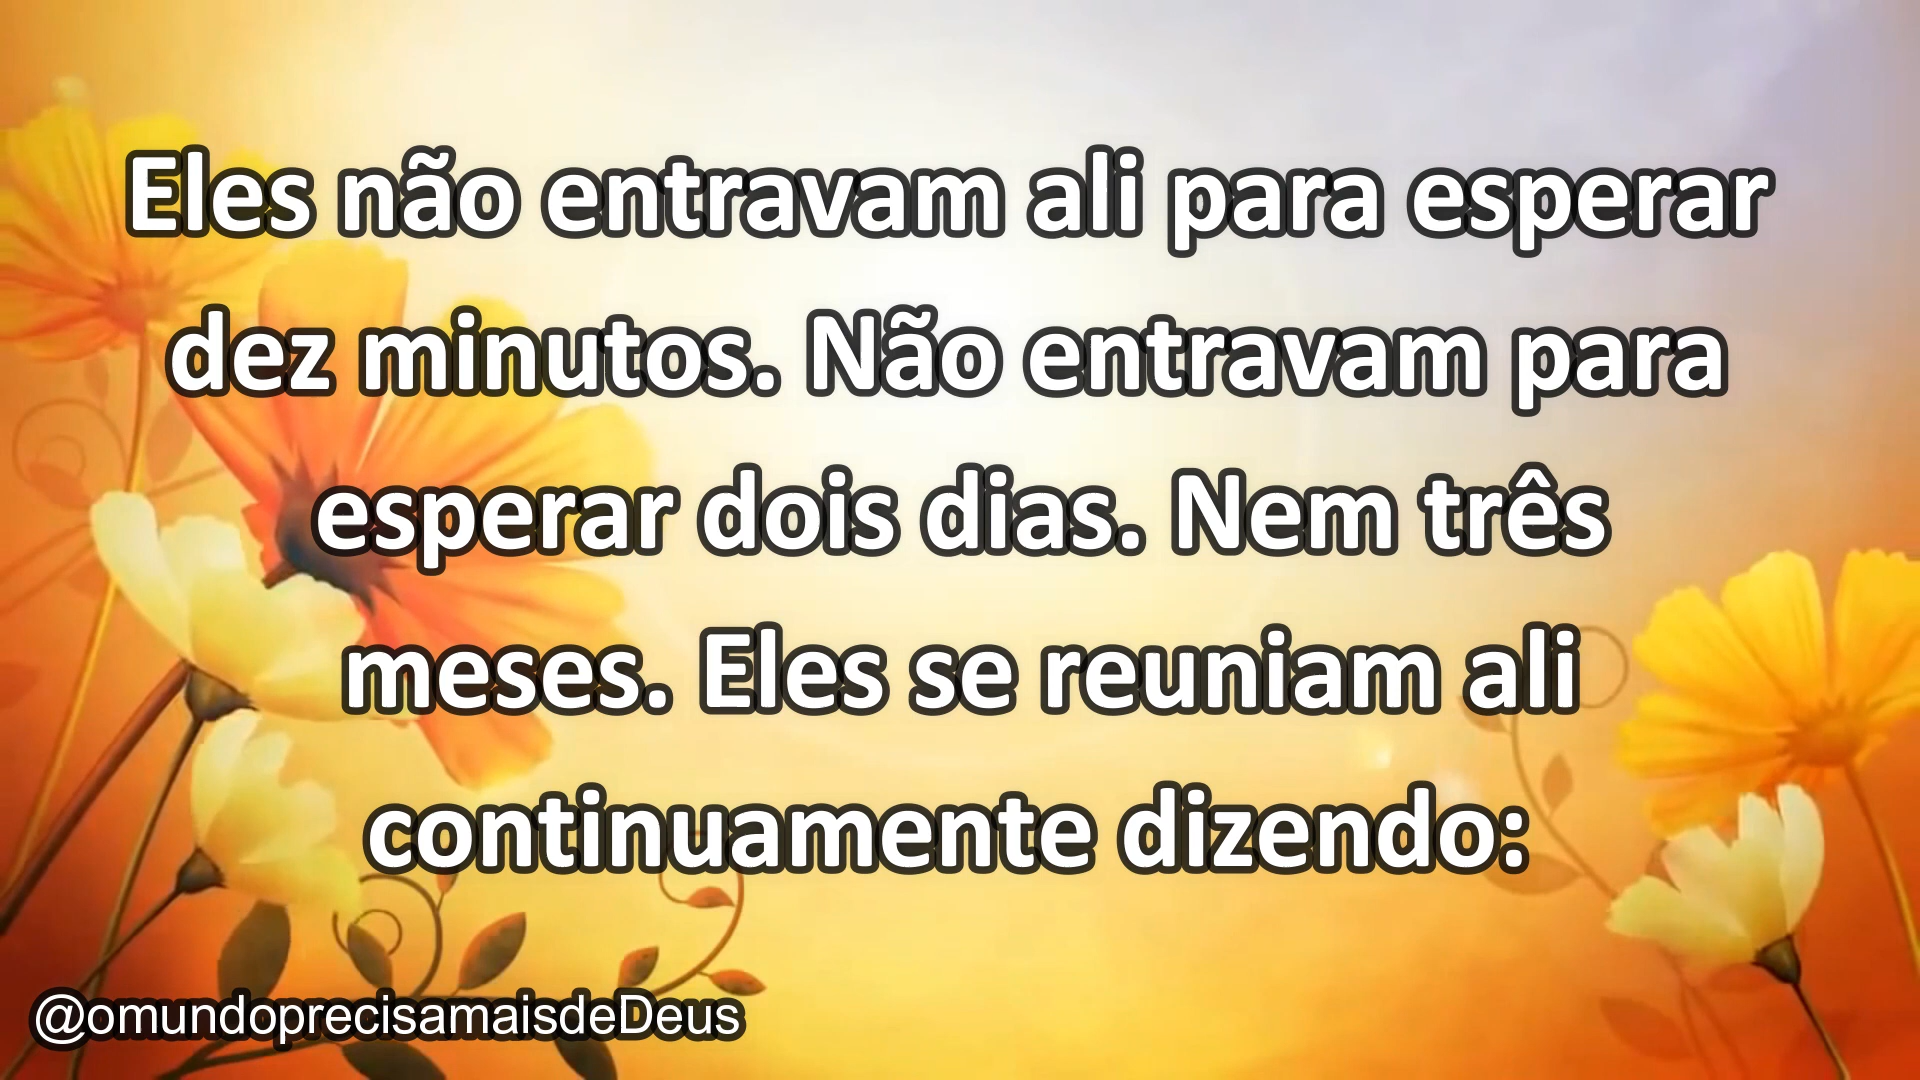 Eles não entravam ali para esperar
dez minutos. Não entravam para
esperar dois dias. Nem três
meses. Eles se reuniam ali
continuamente dizendo:
@omundoprecisamaisdeDeus